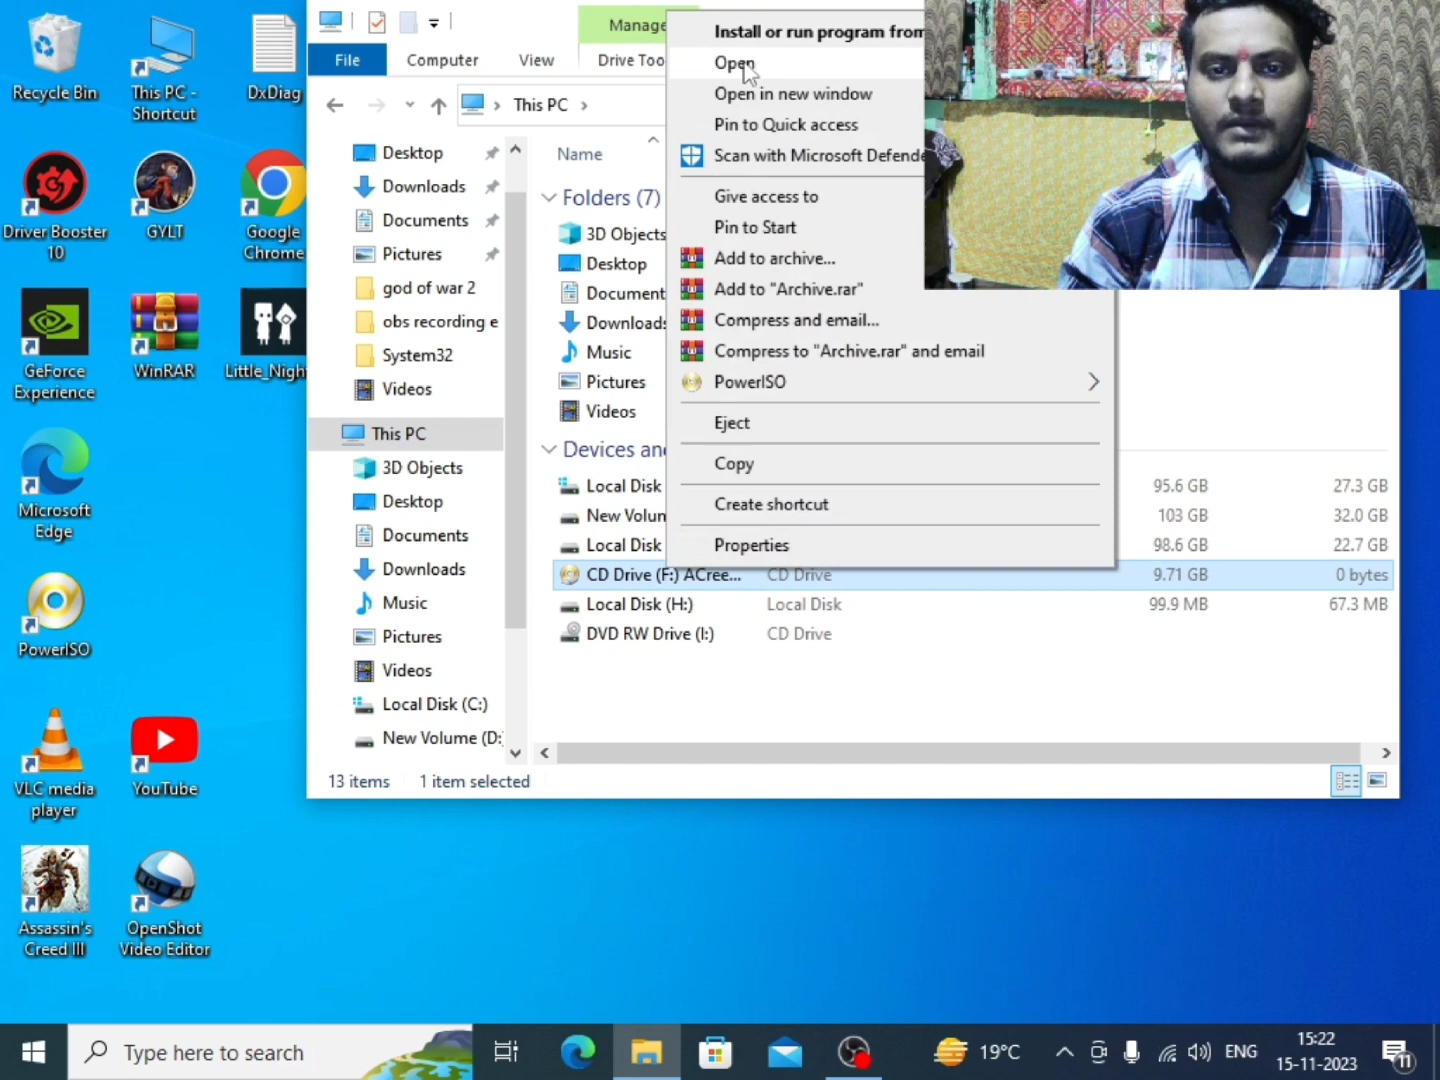 Recycle Bin
This PC -
Shortcut
DxDiag
Driver Booster
10
GYLT
Google
Chrome
GeForce
Experience
WinRAR
Microsoft
Edge
PowerISO
VLC media
player
YouTube
Assassin's
Creed III
OpenShot
Video Editor
Manage
File
Computer
View
This PC
Desktop
Downloads
Documents
Pictures
god of war 2
obs recording e
System32
Videos
This PC
3D Objects
Desktop
Documents
Downloads
Music
Pictures
Videos
Local Disk (C:)
New Volume (D:
Name
Folders (7)
3D Objects
Desktop
Document
Downloads
Music
Pictures
Videos
Devices
Local Disk 95.6 GB 27.3 GB
New 103 GB 32.0 GB
Local Disk 98.6 GB 22.7 GB
CD Drive (F:) ACree... CD Drive 9.71 GB 0 bytes
Local Disk (H:) Local Disk 99.9 MB 67.3 MB
DVD RW Drive (I:) CD Drive
13 items 1 item selected
Install or run program from
Open
Open in new window
Pin to Quick access
Scan with Microsoft
Give access to
Pin to Start
Add to archive...
Add to "Archive.rar"
Compress and email...
Compress to "Archive.rar" and email
PowerISO
Eject
Copy
Create shortcut
Properties
Type here to search
19°C
ENG
15:22
15-11-2023
11